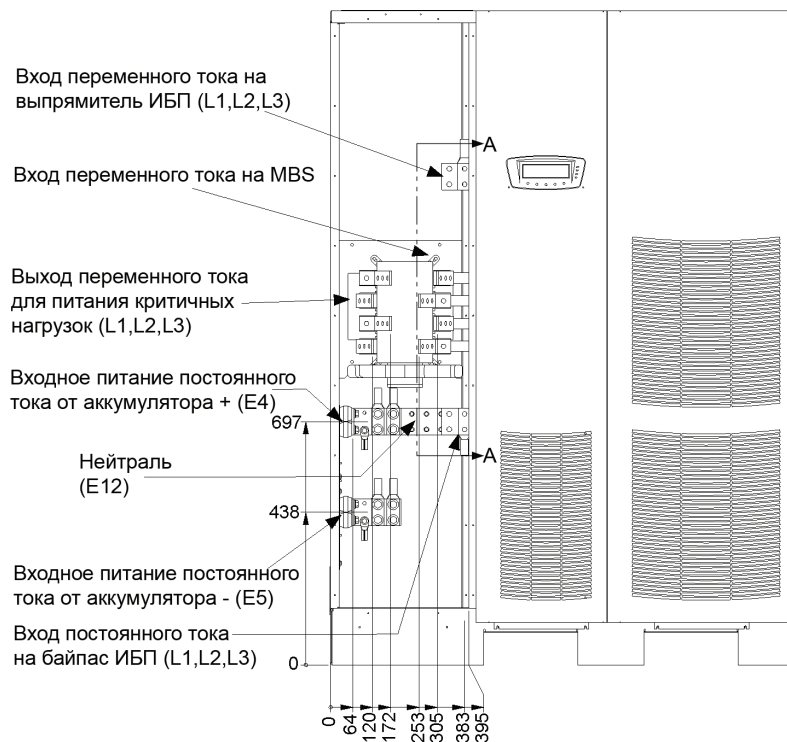 Вход переменного тока на
выпрямитель ИБП (L1,L2,L3)
A
Вход переменного тока на MBS
Выход переменного тока
для питания критичных
нагрузок (L1,L2,L3)
Входное питание постоянного
тока от аккумулятора + (E4)
697
A
Нейтраль
(E12)
438
Входное питание постоянного
тока от аккумулятора - (E5)
Вход постоянного тока
на байпас ИБП (L1,L2,L3)
0
0
64
120
172
253
305
383
395